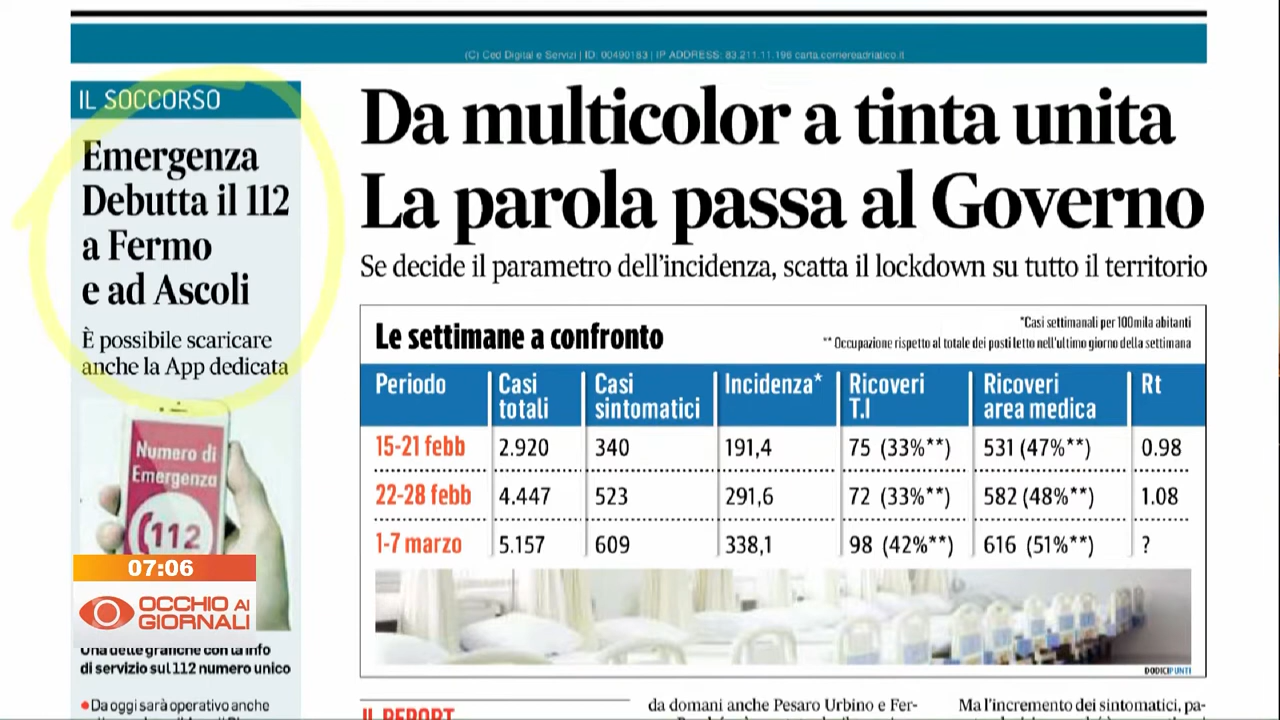 (C) Ced Digital e Servizi | ID: 00490163 | IP ADDRESS: 83.211.11.196 carta.corriereadriatico.it
IL SOCCORSO
Emergenza
Debutta il 112
a Fermo
e ad Ascoli
È possibile scaricare
anche la App dedicata
Numero di
Emergenza
112
07:06
OCCHIO AI
GIORNALI
Una delle grafiche con la info
di servizio sul 112 numero unico
Da oggi sarà operativo anche
Da multicolor a tinta unita
La parola passa al Governo
Se decide il parametro dell'incidenza, scatta il lockdown su tutto il territorio
Le settimane a confronto
*Casi settimanali per 100mila abitanti
** Occupazione rispetto al totale dei posti letto nell'ultimo giorno della settimana
Periodo Casi totali Casi sintomatici Incidenza* Ricoveri T.I Ricoveri area medica Rt
15-21 febb 2.920 340 191,4 75 (33%**) 531 (47%**) 0.98
22-28 febb 4.447 523 291,6 72 (33%**) 582 (48%**) 1.08
1-7 marzo 5.157 609 338,1 98 (42%**) 616 (51%**) ?
DODICIPUNTI
IL REPORT
da domani anche Pesaro Urbino e Fer-
Ma l'incremento dei sintomatici, pa-